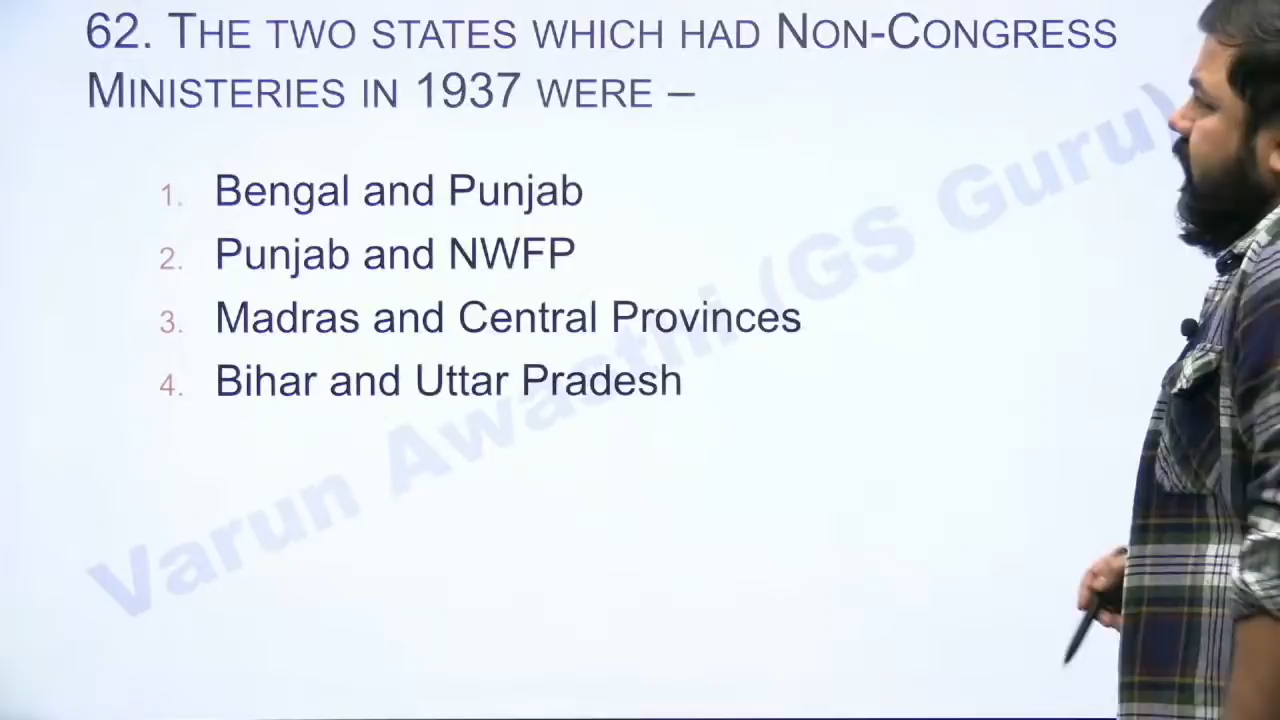 62. THE TWO STATES WHICH HAD NON-CONGRESS
MINISTERIES IN 1937 WERE –
1. Bengal and Punjab
2. Punjab and NWFP
3. Madras and Central Provinces
4. Bihar and Uttar Pradesh
Varun Awasthi (GS Guru)